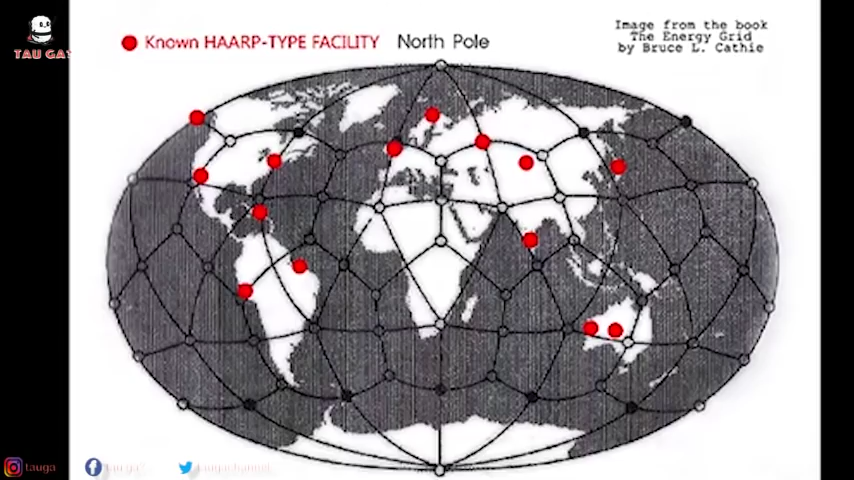 TAU GA?
Known HAARP-TYPE FACILITY
North Pole
Image from the book
The Energy Grid
by Bruce L. Cathie
tauga